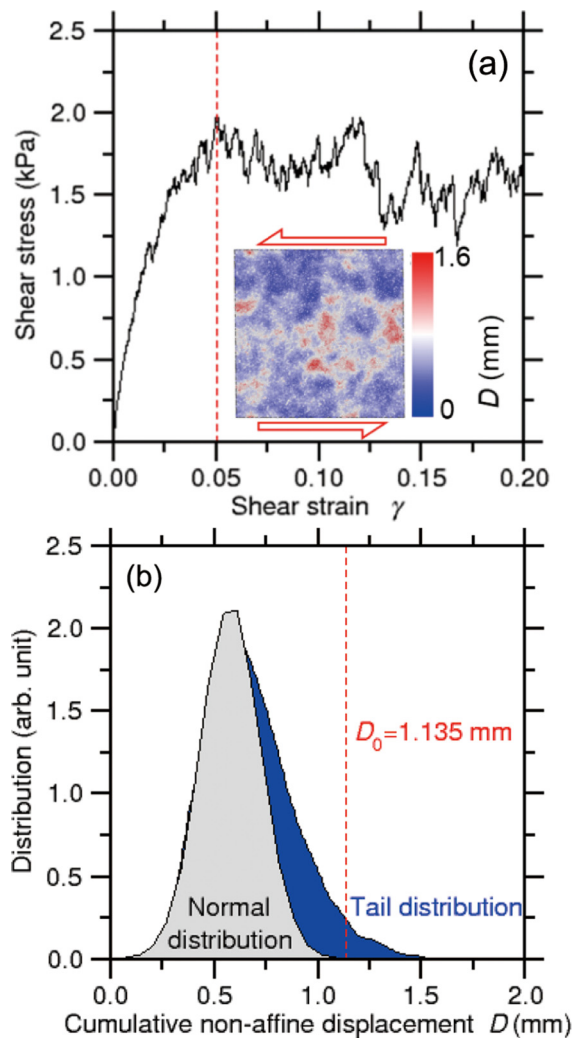 2.5
(a)
2.0
1.5
1.0
0.5
0.0
Shear stress (kPa)
1.6
0
D (mm)
0.00 0.05 0.10 0.15 0.20
Shear strain γ
2.5
(b)
2.0
1.5
1.0
0.5
0.0
Distribution (arb. unit)
D0=1.135 mm
Normal
distribution
Tail distribution
0.0 0.5 1.0 1.5 2.0
Cumulative non-affine displacement D (mm)